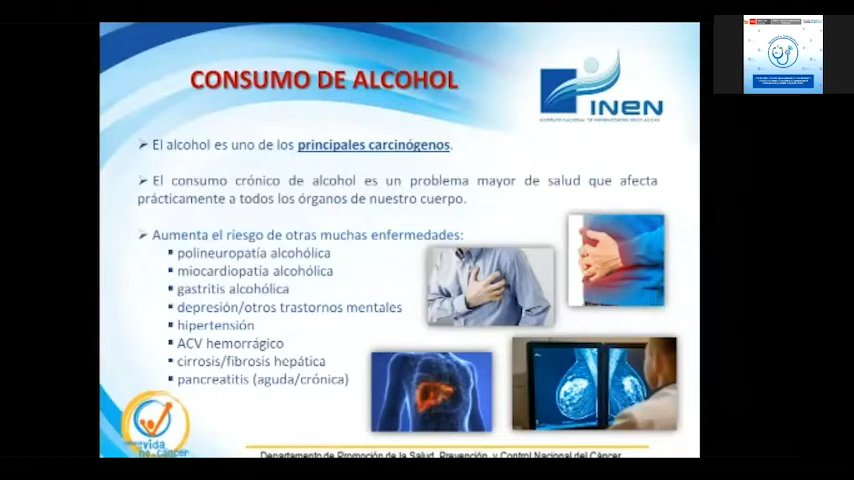 CONSUMO DE ALCOHOL
INEN
➢ El alcohol es uno de los principales carcinógenos.
➢ El consumo crónico de alcohol es un problema mayor de salud que afecta
prácticamente a todos los órganos de nuestro cuerpo.
➢ Aumenta el riesgo de otras muchas enfermedades:
▪ polineuropatía alcohólica
▪ miocardiopatía alcohólica
▪ gastritis alcohólica
▪ depresión/otros trastornos mentales
▪ hipertensión
▪ ACV hemorrágico
▪ cirrosis/fibrosis hepática
▪ pancreatitis (aguda/crónica)
vida
Departamento de Promoción de la Salud, Prevención, y Control Nacional del Cáncer